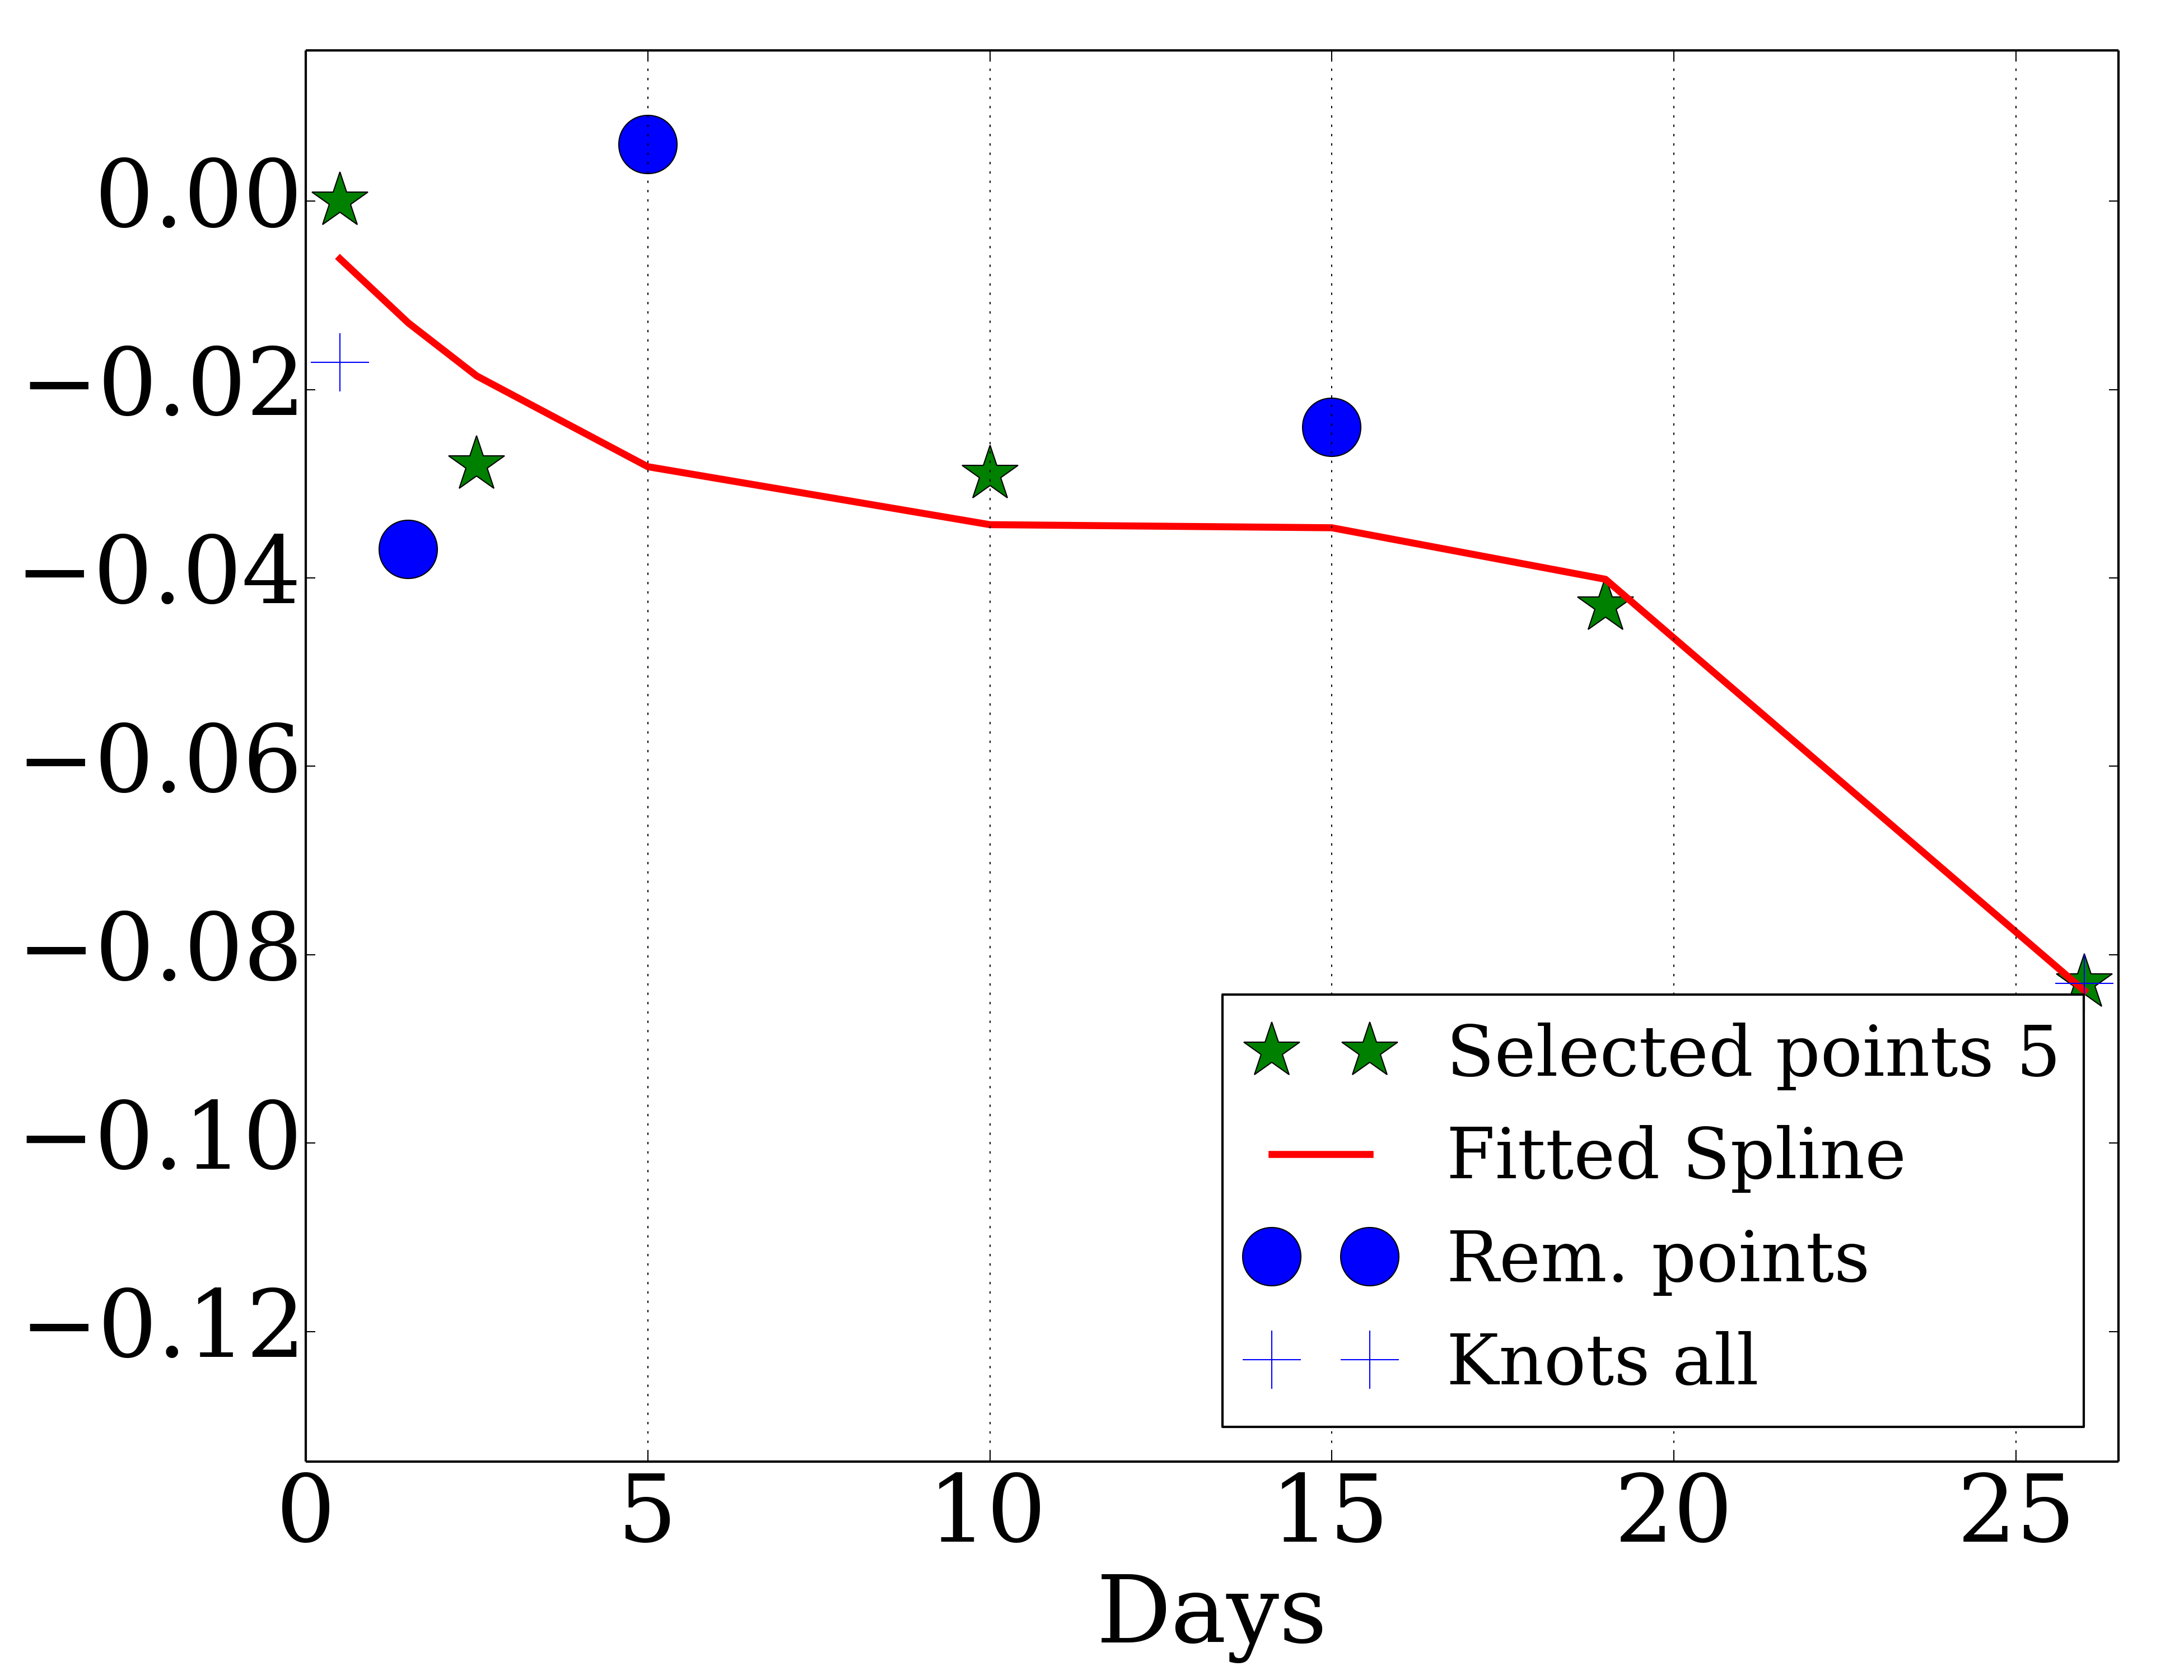 0.00
−0.02
−0.04
−0.06
−0.08
−0.10
−0.12
Selected points 5
Fitted Spline
Rem. points
Knots all
0 5 10 15 20 25
Days